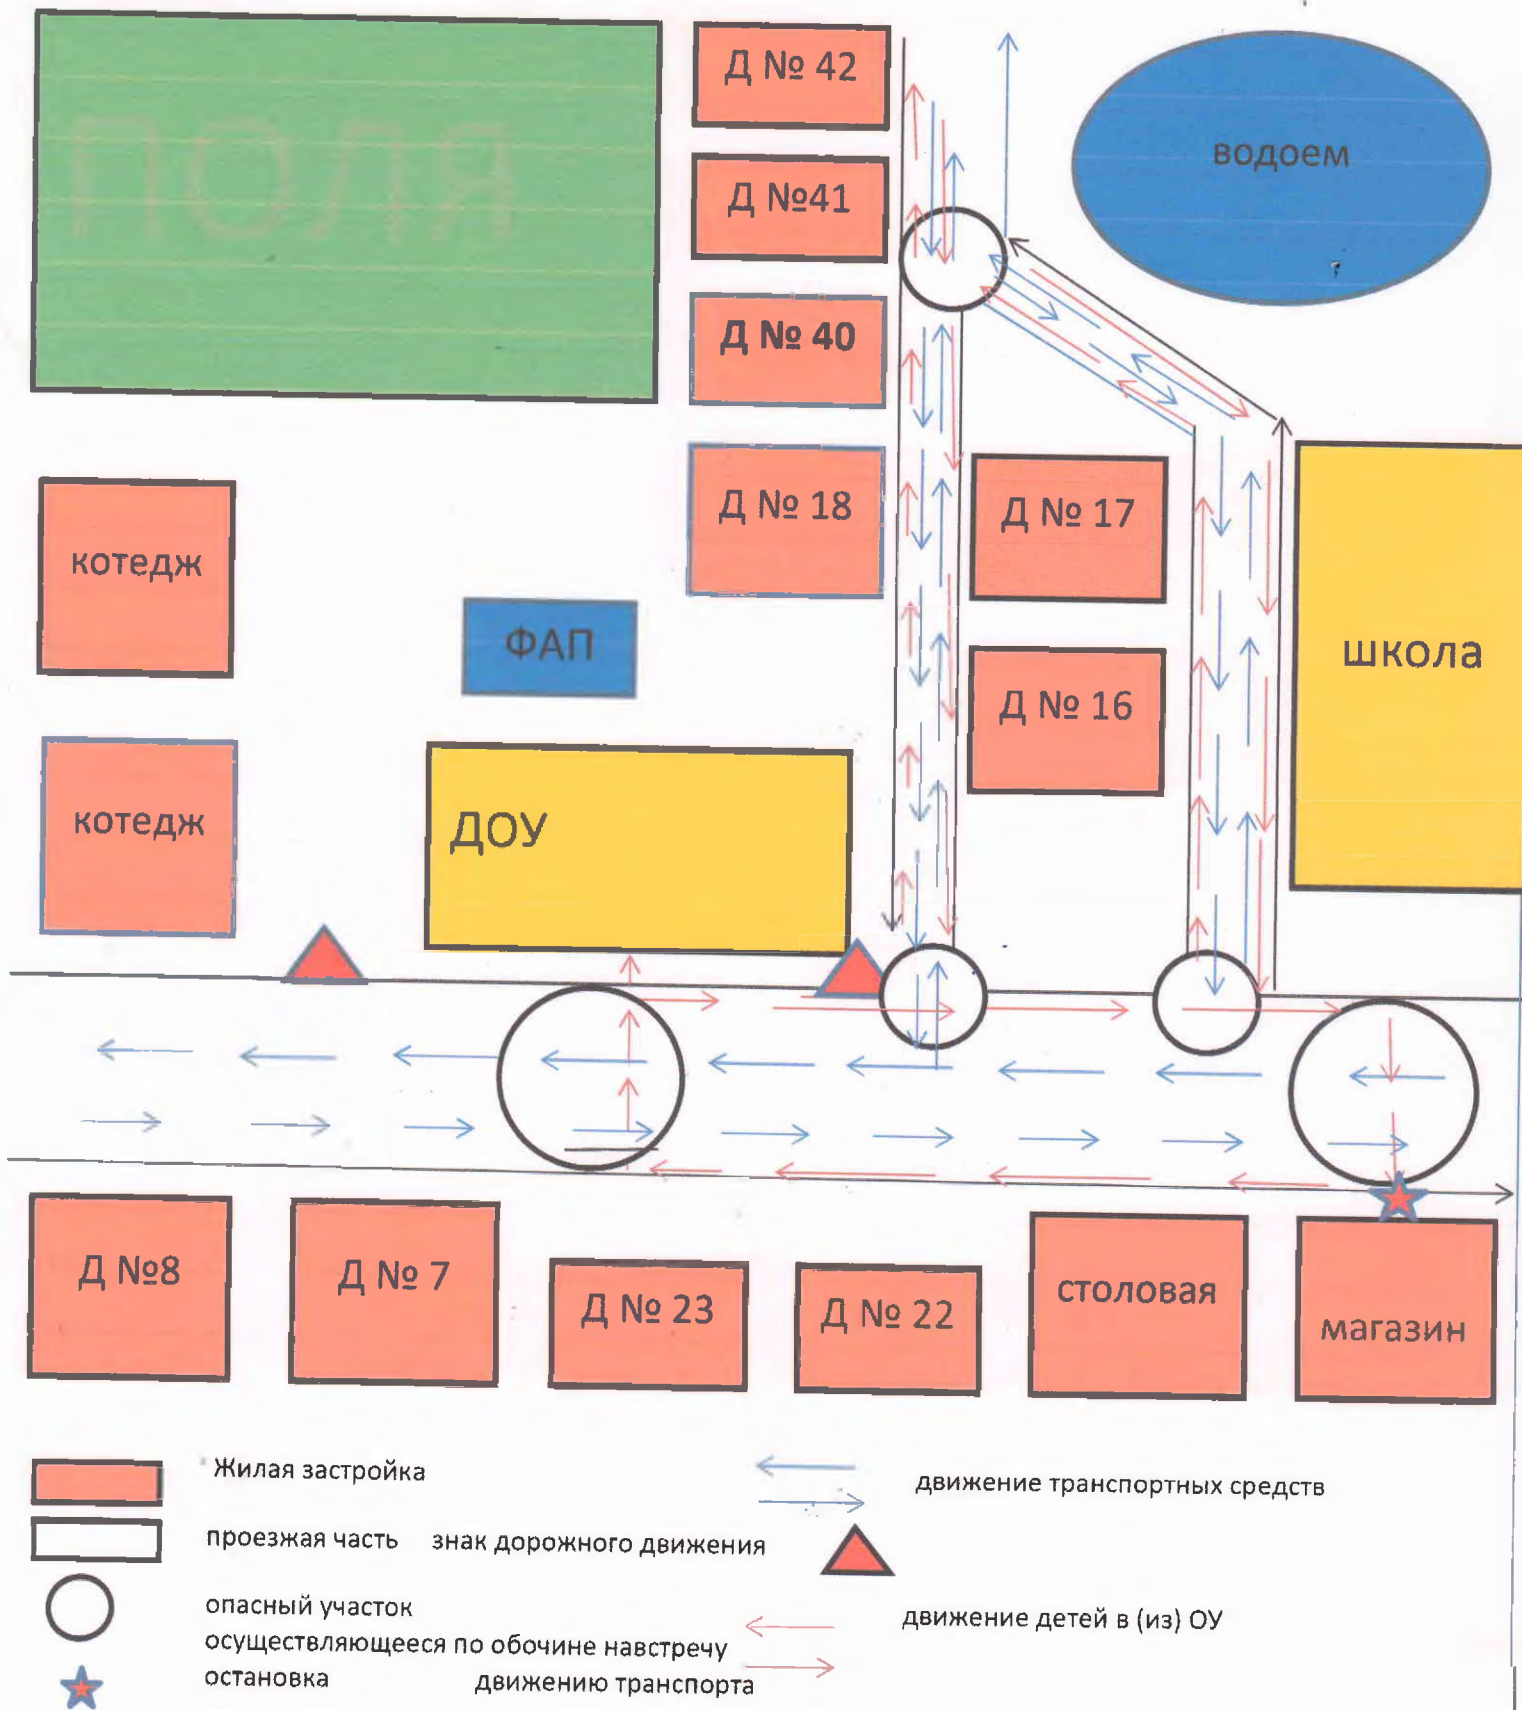 Д № 42
ПОЛЯ
водоем
Д №41
Д № 40
Д № 18
Д № 17
котедж
ФАП
школа
Д № 16
котедж
ДОУ
Д №8
Д № 7
Д № 23
Д № 22
столовая
магазин
Жилая застройка
движение транспортных средств
проезжая часть знак дорожного движения
опасный участок
движение детей в (из) ОУ
осуществляющееся по обочине навстречу
остановка движению транспорта